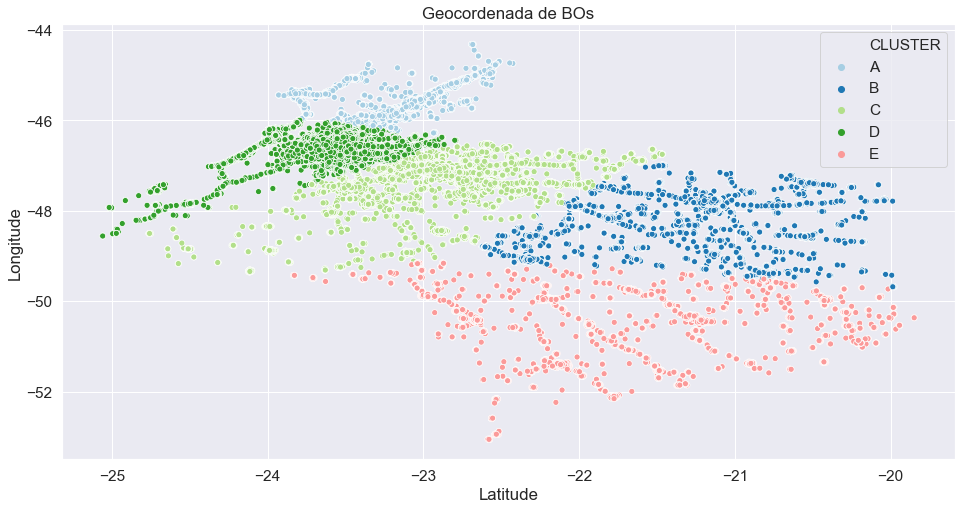 Geocordenada de BOs
CLUSTER
A
B
C
D
E
−44
−46
−48
−50
−52
Longitude
−25
−24
−23
−22
−21
−20
Latitude